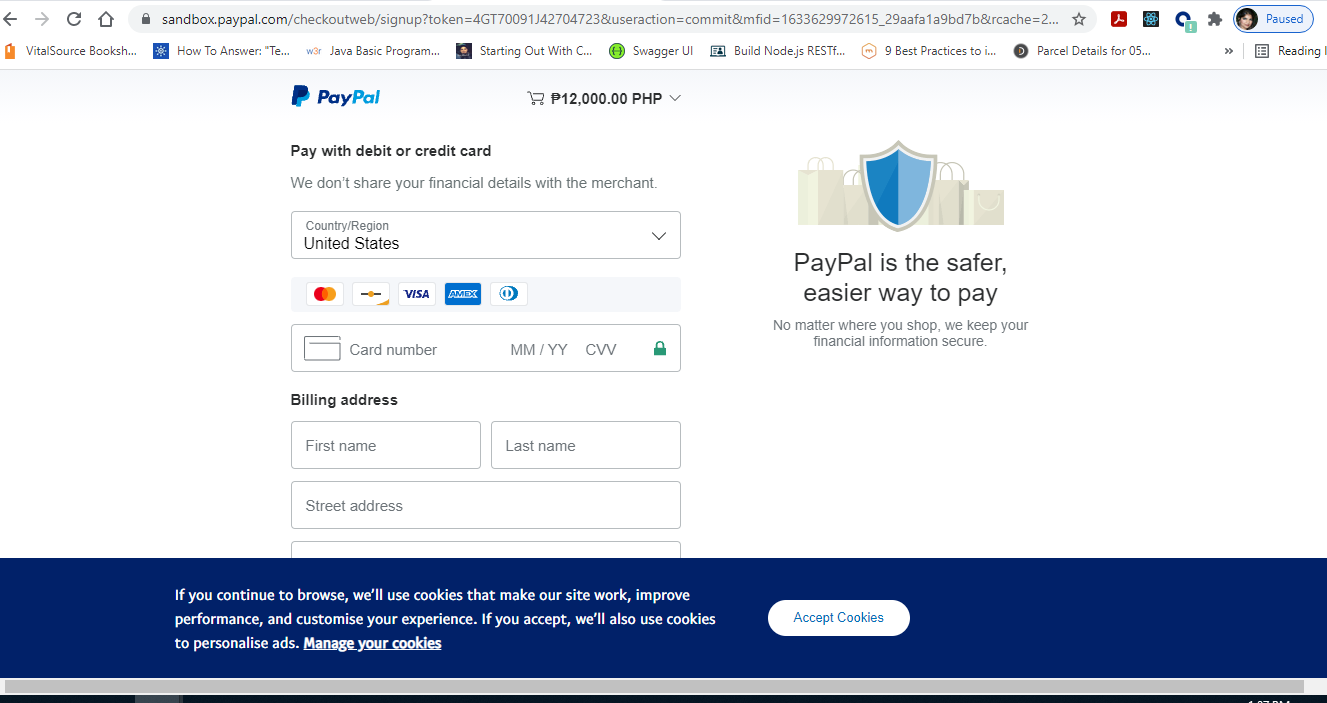 sandbox.paypal.com/checkoutweb/signup?token=4GT70091J42704723&useraction=commit&mfid=1633629972615_29aafa1a9bd7b&rcache=2... Paused
VitalSource Booksh... How To Answer: "Te... w3r Java Basic Program... Starting Out With C... Swagger UI Build Node.js RESTf... 9 Best Practices to i... Parcel Details for 05... » Reading
PayPal ₱12,000.00 PHP
Pay with debit or credit card
We don’t share your financial details with the merchant.
Country/Region
United States
VISA AMEX
Card number MM / YY CVV
Billing address
First name Last name
Street address
PayPal is the safer,
easier way to pay
No matter where you shop, we keep your
financial information secure.
If you continue to browse, we’ll use cookies that make our site work, improve
performance, and customise your experience. If you accept, we’ll also use cookies
to personalise ads. Manage your cookies
Accept Cookies